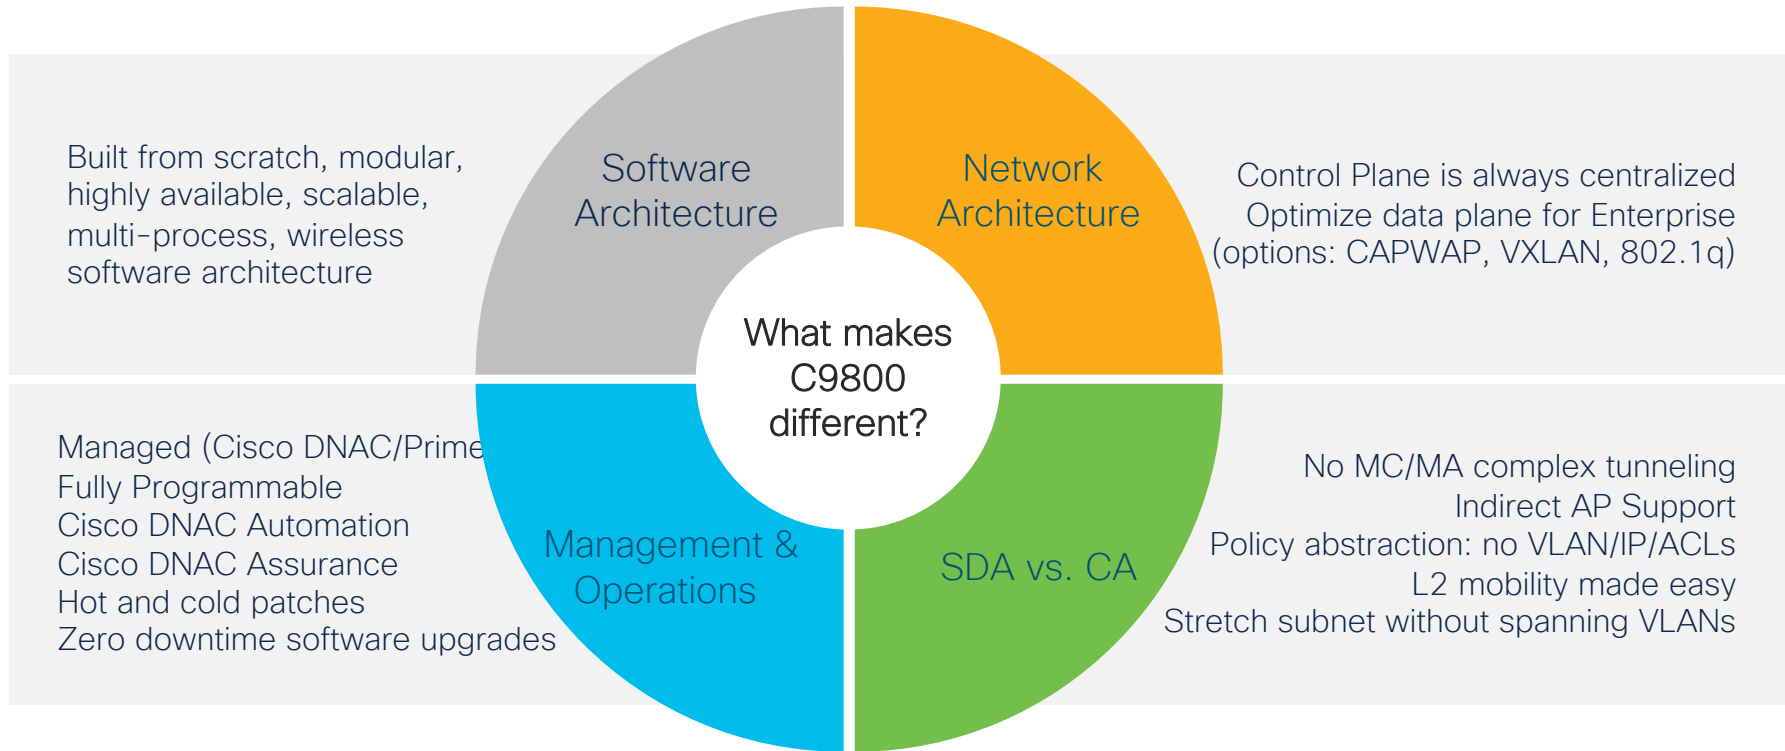 Built from scratch, modular,
highly available, scalable,
multi-process, wireless
software architecture
Software
Architecture
Network
Architecture
Control Plane is always centralized
Optimize data plane for Enterprise
(options: CAPWAP, VXLAN, 802.1q)
What makes
C9800
different?
Managed (Cisco DNAC/Prime
Fully Programmable
Cisco DNAC Automation
Cisco DNAC Assurance
Hot and cold patches
Zero downtime software upgrades
Management &
Operations
SDA vs. CA
No MC/MA complex tunneling
Indirect AP Support
Policy abstraction: no VLAN/IP/ACLs
L2 mobility made easy
Stretch subnet without spanning VLANs